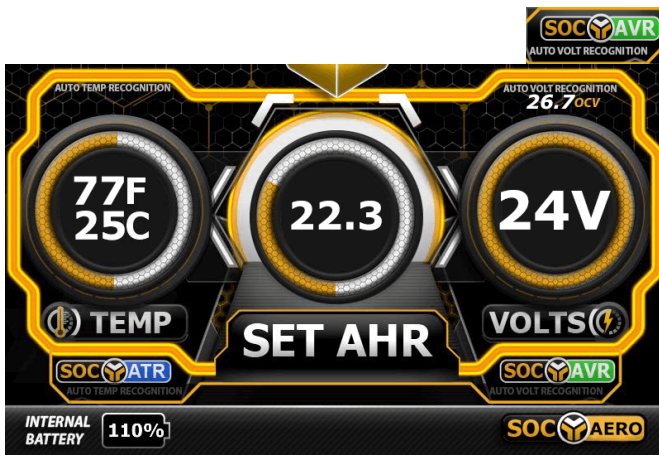 SOC AVR
AUTO VOLT RECOGNITION
AUTO TEMP RECOGNITION
AUTO VOLT RECOGNITION
26.7OCV
77F
25C
22.3
24V
TEMP
SET AHR
VOLTS
SOC ATR
AUTO TEMP RECOGNITION
SOC AVR
AUTO VOLT RECOGNITION
INTERNAL
BATTERY
110%
SOC AERO